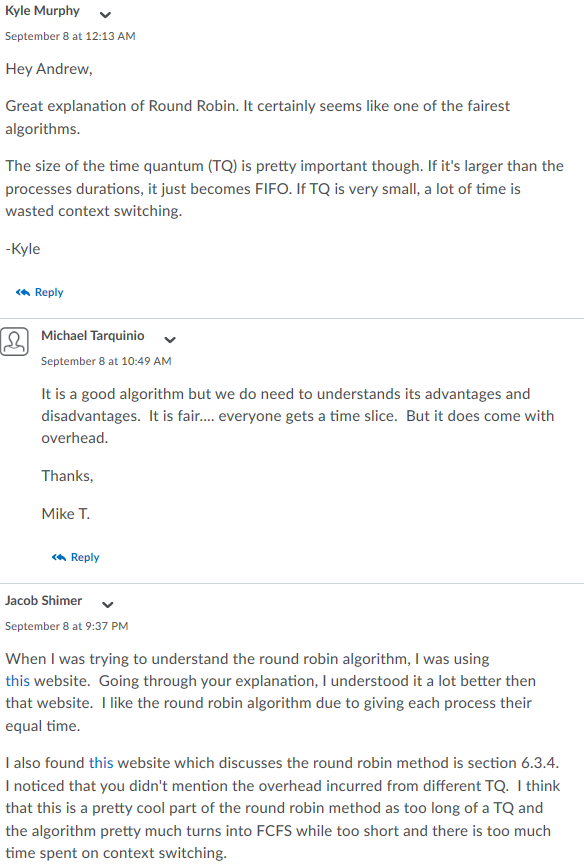 Kyle Murphy
September 8 at 12:13 AM
Hey Andrew,
Great explanation of Round Robin. It certainly seems like one of the fairest
algorithms.
The size of the time quantum (TQ) is pretty important though. If it's larger than the
processes durations, it just becomes FIFO. If TQ is very small, a lot of time is
wasted context switching.
-Kyle
Reply
Michael Tarquinio
September 8 at 10:49 AM
It is a good algorithm but we do need to understands its advantages and
disadvantages.  It is fair.... everyone gets a time slice.  But it does come with
overhead.
Thanks,
Mike T.
Reply
Jacob Shimer
September 8 at 9:37 PM
When I was trying to understand the round robin algorithm, I was using
this website.  Going through your explanation, I understood it a lot better then
that website.  I like the round robin algorithm due to giving each process their
equal time.
I also found this website which discusses the round robin method is section 6.3.4.
I noticed that you didn't mention the overhead incurred from different TQ.  I think
that this is a pretty cool part of the round robin method as too long of a TQ and
the algorithm pretty much turns into FCFS while too short and there is too much
time spent on context switching.